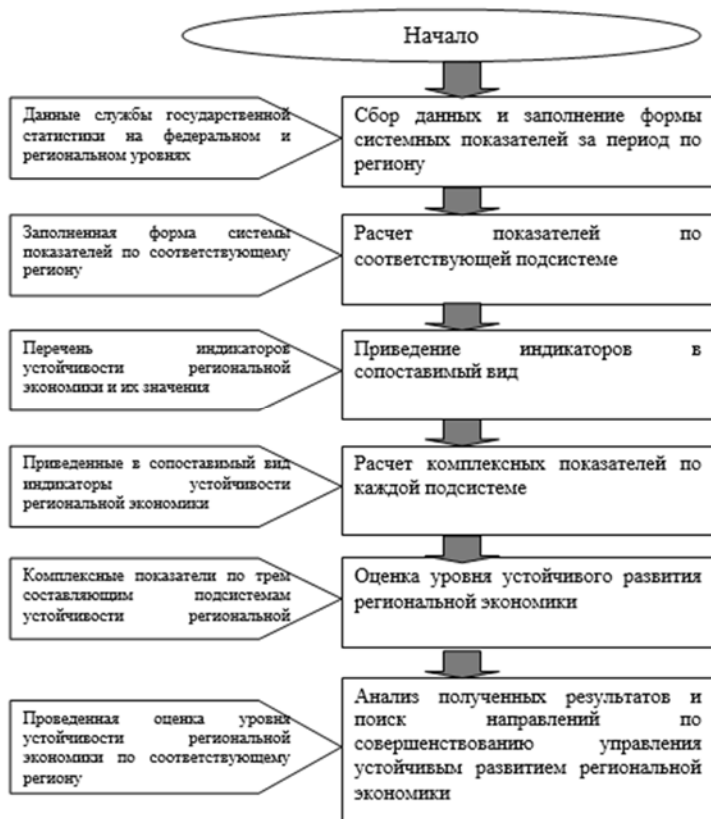 Начало
Данные службы государственной
статистики на федеральном и
региональном уровнях
Сбор данных и заполнение формы
системных показателей за период по
региону
Заполненная форма системы
показателей по соответствующему
региону
Расчет показателей по
соответствующей подсистеме
Перечень индикаторов
устойчивости региональной
экономики и их значения
Приведение индикаторов в
сопоставимый вид
Приведенные в сопоставимый вид
индикаторы устойчивости
региональной экономики
Расчет комплексных показателей по
каждой подсистеме
Комплексные показатели по трем
составляющим подсистемам
устойчивости региональной
Оценка уровня устойчивого развития
региональной экономики
Проведенная оценка уровня
устойчивости региональной
экономики по соответствующему
региону
Анализ полученных результатов и
поиск направлений по
совершенствованию управления
устойчивым развитием региональной
экономики